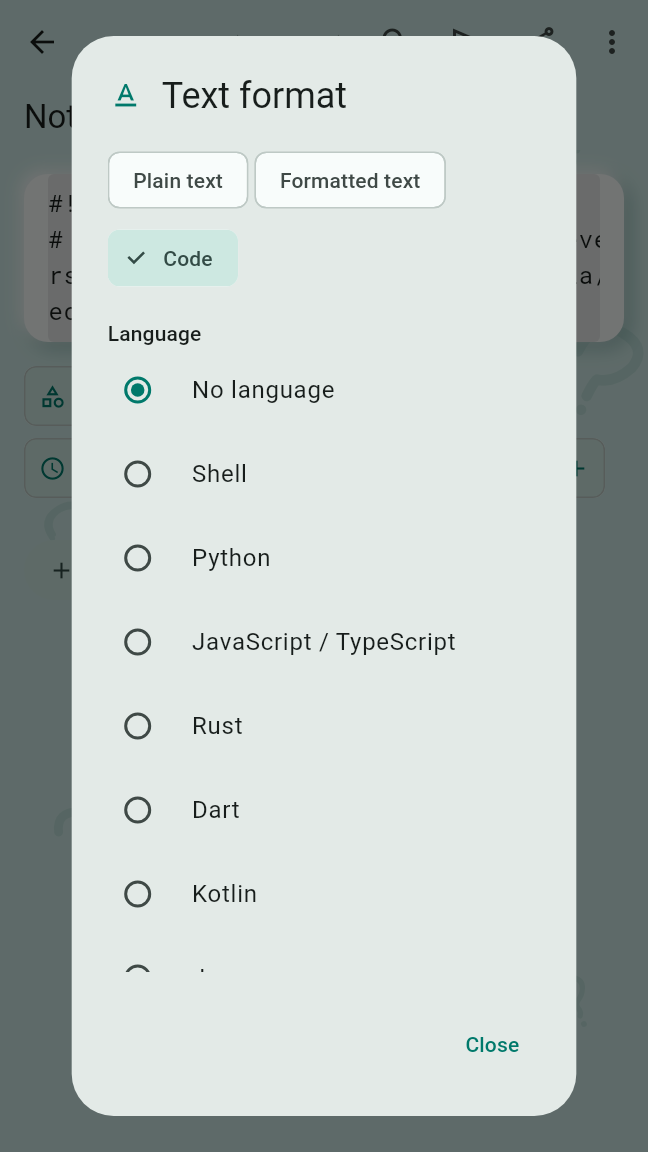 Text format
Plain text
Formatted text
Code
Language
No language
Shell
Python
JavaScript / TypeScript
Rust
Dart
Kotlin
Close